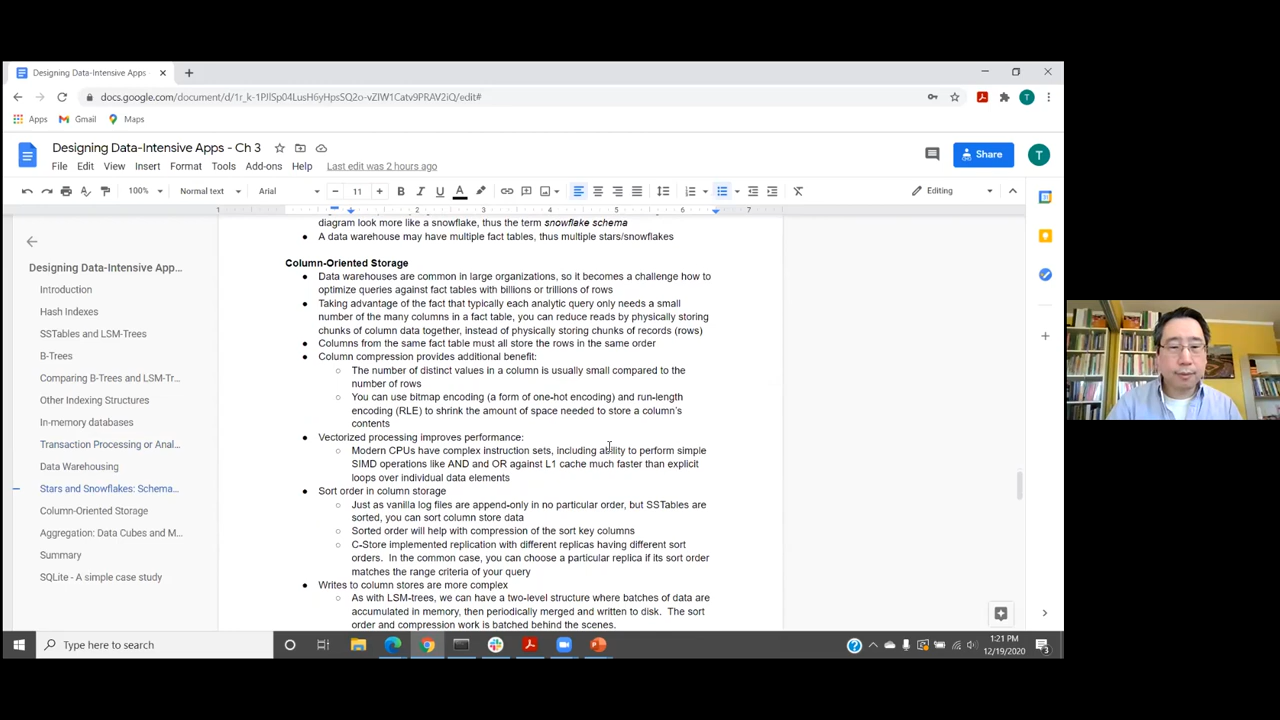 Designing Data-Intensive Apps
docs.google.com/document/d/1r_k-1PJlSp04LusH6yHpsSQ2o-vZIW1Catv9PRAV2iQ/edit#
Apps Gmail Maps
Designing Data-Intensive Apps - Ch 3
File Edit View Insert Format Tools Add-ons Help Last edit was 2 hours ago
Share
T
100% Normal text Arial 11 Editing
1 2 3 4 5 6 7
Designing Data-Intensive App...
Introduction
Hash Indexes
SSTables and LSM-Trees
B-Trees
Comparing B-Trees and LSM-Tr...
Other Indexing Structures
In-memory databases
Transaction Processing or Anal...
Data Warehousing
Stars and Snowflakes: Schema...
Column-Oriented Storage
Aggregation: Data Cubes and M...
Summary
SQLite - A simple case study
diagram look more like a snowflake, thus the term snowflake schema
● A data warehouse may have multiple fact tables, thus multiple stars/snowflakes
Column-Oriented Storage
● Data warehouses are common in large organizations, so it becomes a challenge how to
optimize queries against fact tables with billions or trillions of rows
● Taking advantage of the fact that typically each analytic query only needs a small
number of the many columns in a fact table, you can reduce reads by physically storing
chunks of column data together, instead of physically storing chunks of records (rows)
● Columns from the same fact table must all store the rows in the same order
● Column compression provides additional benefit:
○ The number of distinct values in a column is usually small compared to the
number of rows
○ You can use bitmap encoding (a form of one-hot encoding) and run-length
encoding (RLE) to shrink the amount of space needed to store a column's
contents
● Vectorized processing improves performance:
○ Modern CPUs have complex instruction sets, including ability to perform simple
SIMD operations like AND and OR against L1 cache much faster than explicit
loops over individual data elements
● Sort order in column storage
○ Just as vanilla log files are append-only in no particular order, but SSTables are
sorted, you can sort column store data
○ Sorted order will help with compression of the sort key columns
○ C-Store implemented replication with different replicas having different sort
orders. In the common case, you can choose a particular replica if its sort order
matches the range criteria of your query
● Writes to column stores are more complex
○ As with LSM-trees, we can have a two-level structure where batches of data are
accumulated in memory, then periodically merged and written to disk. The sort
order and compression work is batched behind the scenes.
Type here to search
1:21 PM
12/19/2020
3